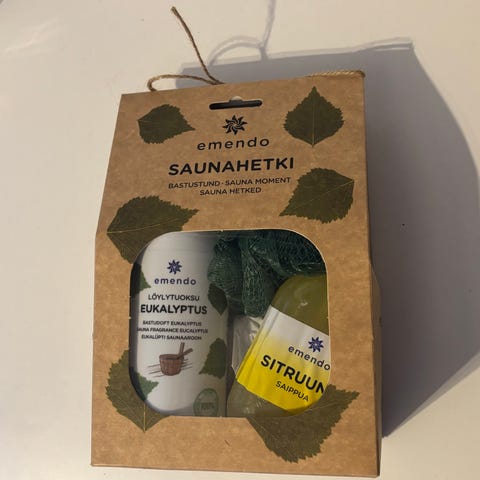 emendo
SAUNAHETKI
BASTUSTUND · SAUNA MOMENT
SAUNA HETKED
emendo
LÖYLYTUOKSU
EUKALYPTUS
BASTUDOFT EUKALYPTUS
SAUNA FRAGRANCE EUCALYPTUS
EUKALÜPTI SAUNAAROOM
100%
emendo
SITRUUN
SAIPPUA